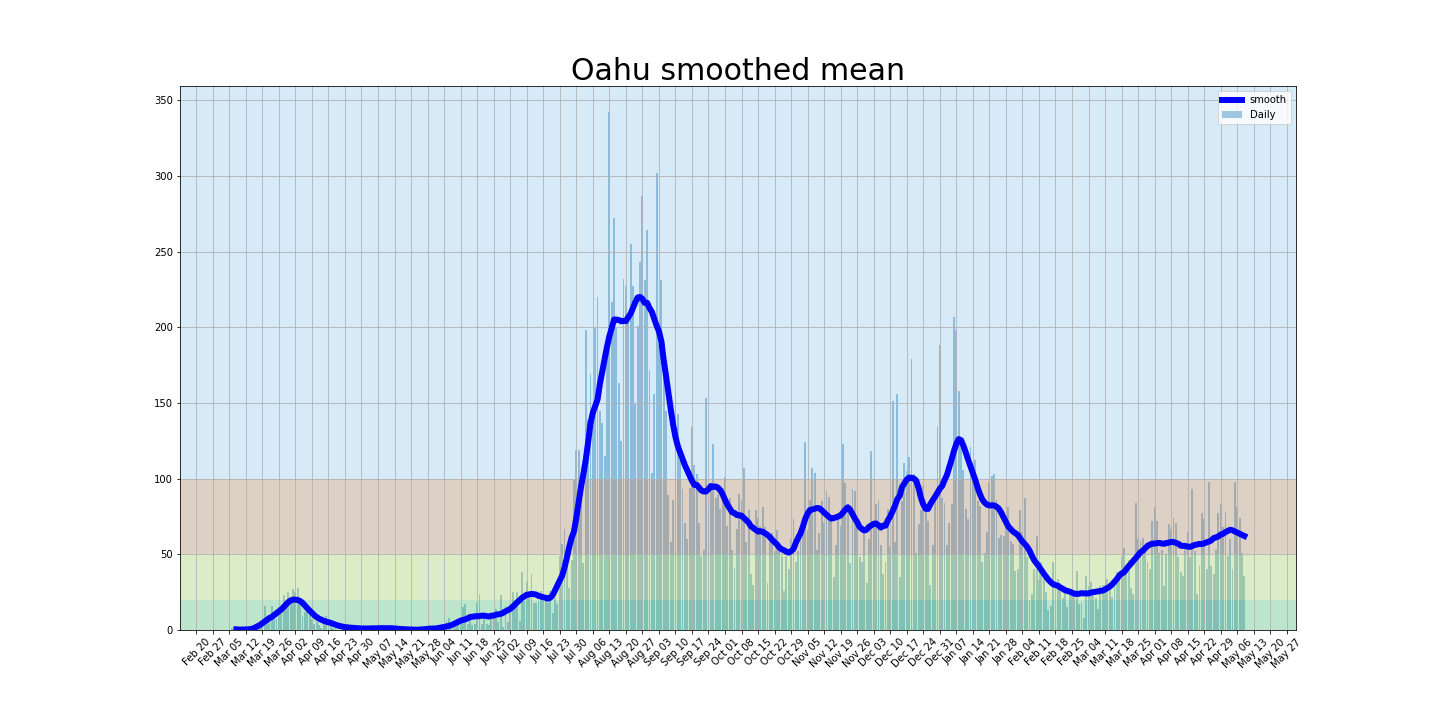 Oahu smoothed mean
smooth
Daily
350
300
250
200
150
100
50
0
Feb 20
Feb 27
Mar 05
Mar 12
Mar 19
Mar 26
Apr 02
Apr 09
Apr 16
Apr 23
Apr 30
May 07
May 14
May 21
May 28
Jun 04
Jun 11
Jun 18
Jun 25
Jul 02
Jul 09
Jul 16
Jul 23
Jul 30
Aug 06
Aug 13
Aug 20
Aug 27
Sep 03
Sep 10
Sep 17
Sep 24
Oct 01
Oct 08
Oct 15
Oct 22
Oct 29
Nov 05
Nov 12
Nov 19
Nov 26
Dec 03
Dec 10
Dec 17
Dec 24
Dec 31
Jan 07
Jan 14
Jan 21
Jan 28
Feb 04
Feb 11
Feb 18
Feb 25
Mar 04
Mar 11
Mar 18
Mar 25
Apr 01
Apr 08
Apr 15
Apr 22
Apr 29
May 06
May 13
May 20
May 27